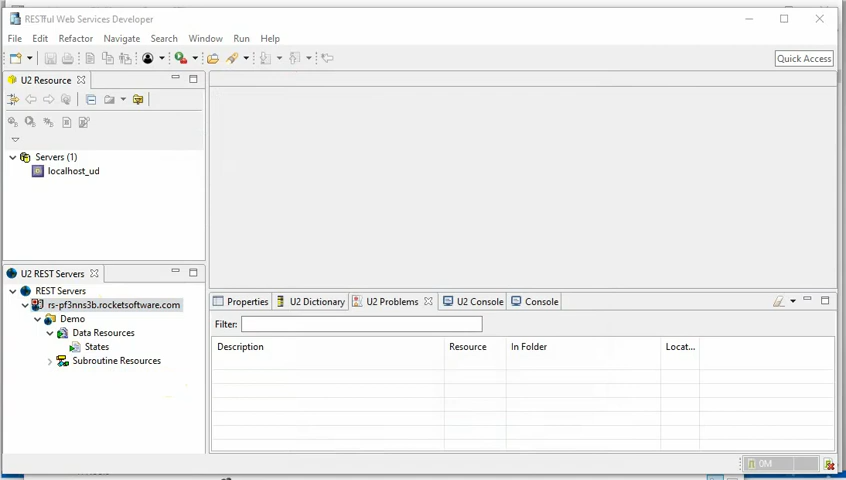 RESTful Web Services Developer
File Edit Refactor Navigate Search Window Run Help
Quick Access
U2 Resource
Servers (1)
localhost_ud
U2 REST Servers
REST Servers
rs-pf3nns3b.rocketsoftware.com
Demo
Data Resources
States
Subroutine Resources
Properties U2 Dictionary U2 Problems U2 Console Console
Filter:
Description Resource In Folder Locat...
0M